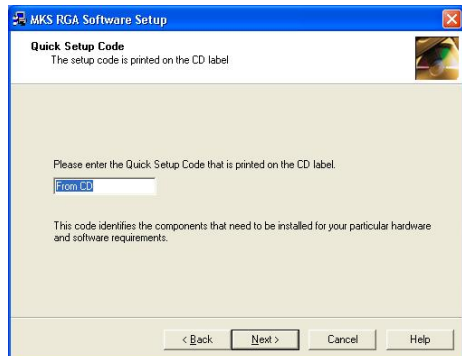 MKS RGA Software Setup
Quick Setup Code
The setup code is printed on the CD label
Please enter the Quick Setup Code that is printed on the CD label.
From CD
This code identifies the components that need to be installed for your particular hardware
and software requirements.
< Back Next > Cancel Help